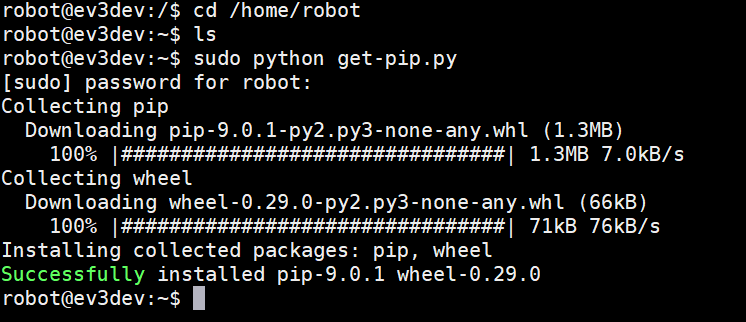 robot@ev3dev:/$ cd /home/robot
robot@ev3dev:~$ ls
robot@ev3dev:~$ sudo python get-pip.py
[sudo] password for robot:
Collecting pip
  Downloading pip-9.0.1-py2.py3-none-any.whl (1.3MB)
    100% |################################| 1.3MB 7.0kB/s
Collecting wheel
  Downloading wheel-0.29.0-py2.py3-none-any.whl (66kB)
    100% |################################| 71kB 76kB/s
Installing collected packages: pip, wheel
Successfully installed pip-9.0.1 wheel-0.29.0
robot@ev3dev:~$